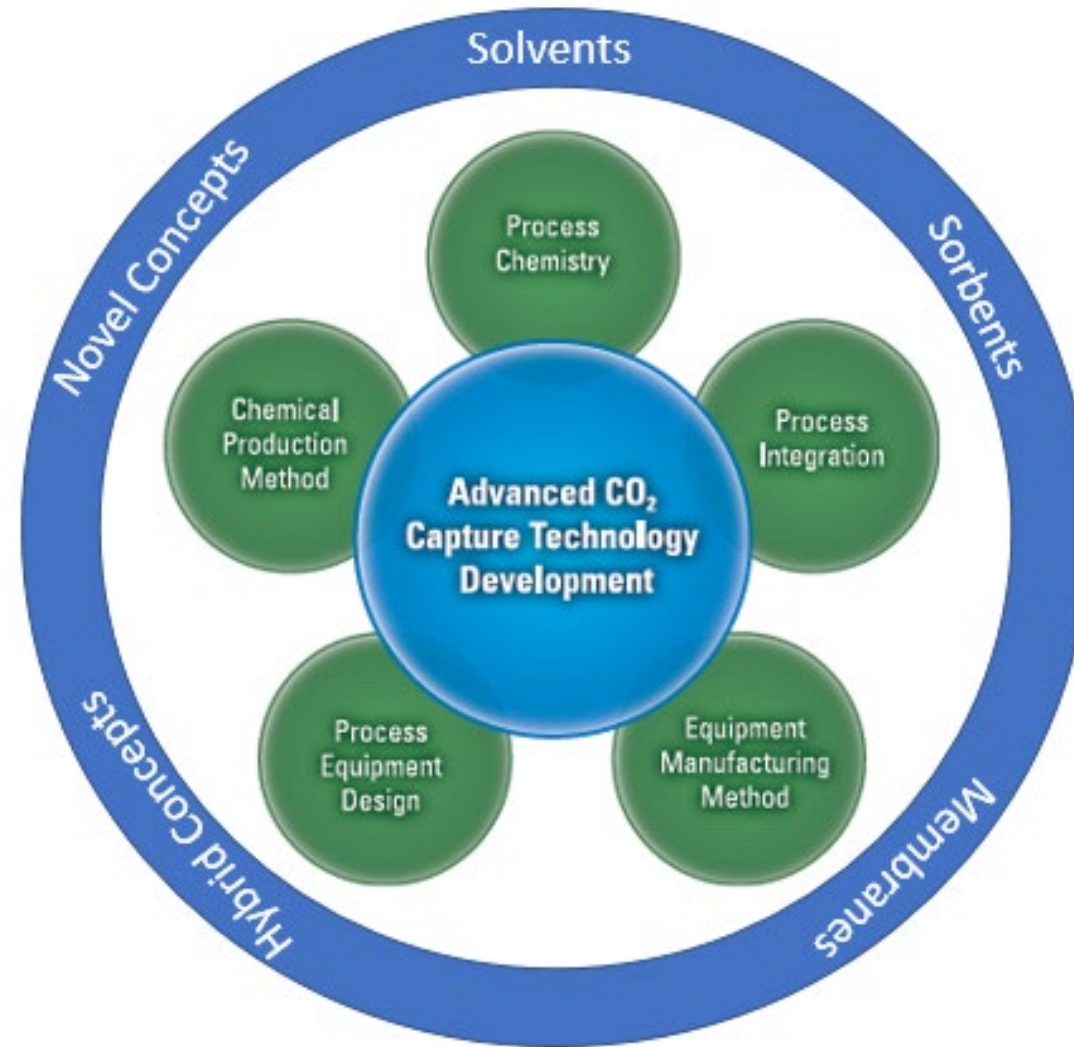 Solvents
Novel Concepts
Sorbents
Process
Chemistry
Chemical
Production
Method
Process
Integration
Advanced CO₂
Capture Technology
Development
Process
Equipment
Design
Equipment
Manufacturing
Method
Hybrid Concepts
Membranes